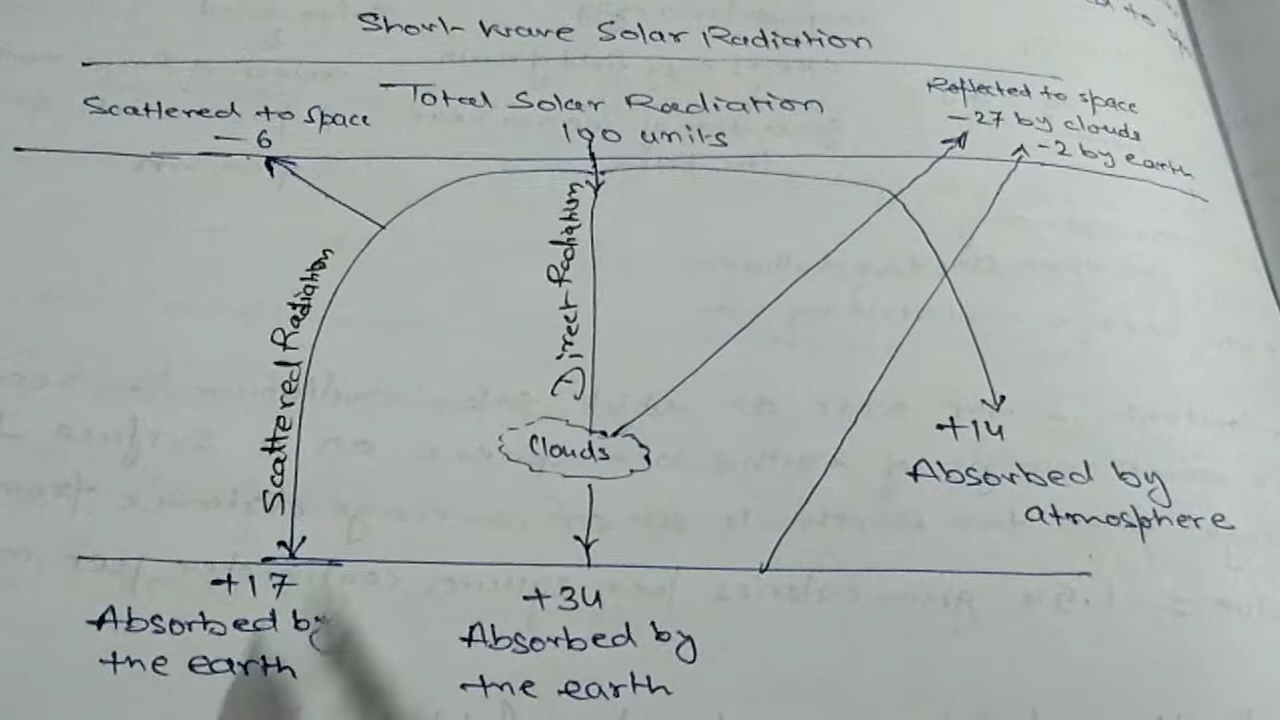 Short-Wave Solar Radiation
Total Solar Radiation
100 units
Scattered to space
- 6
Reflected to space
-27 by clouds
-2 by earth
Scattered Radiation
Direct Radiation
Clouds
+14
Absorbed by
atmosphere
+17
Absorbed by
the earth
+34
Absorbed by
the earth